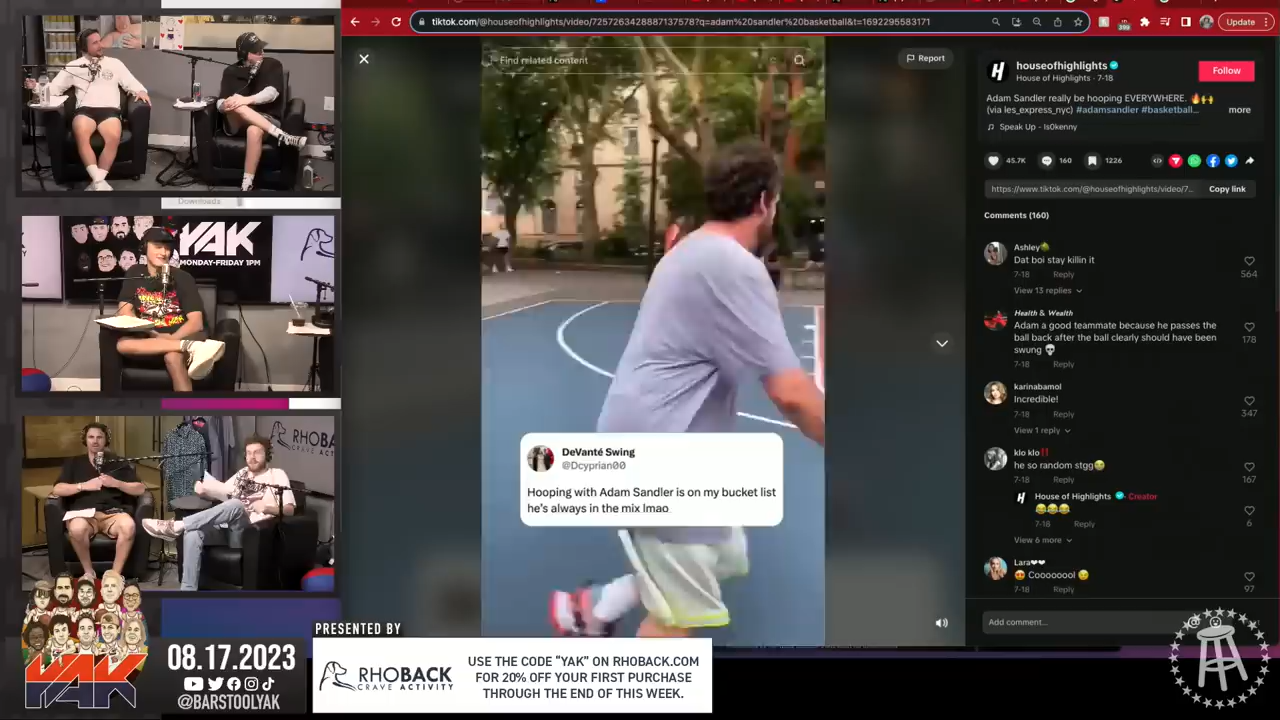 tiktok.com/@houseofhighlights/video/7257263428887137578?q=adam%20sandler%20basketball&t=1692295583171
Update
Find related content
Report
houseofhighlights
House of Highlights · 7-18
Follow
Adam Sandler really be hooping EVERYWHERE. 🔥🙌
(via les_express_nyc) #adamsandler #basketball...
more
♫ Speak Up - Is0kenny
45.7K
160
1226
https://www.tiktok.com/@houseofhighlights/video/7...
Copy link
Comments (160)
Ashley
Dat boi stay killin it
7-18 Reply
564
View 13 replies
Health & Wealth
Adam a good teammate because he passes the
ball back after the ball clearly should have been
swung 💀
178
7-18 Reply
karinabamol
Incredible!
7-18 Reply
347
View 1 reply
klo klo‼️
he so random stgg😭
7-18 Reply
167
House of Highlights · Creator
😂😂😂
7-18 Reply
6
View 6 more
Lara❤❤
😍 Cooooooool 😉
7-18 Reply
97
Add comment...
DeVanté Swing
@Dcyprian00
Hooping with Adam Sandler is on my bucket list
he's always in the mix lmao
Downloads
YAK
MONDAY-FRIDAY 1PM
RHOBACK
CRAVE ACTIVITY
YAK
08.17.2023
@BARSTOOLYAK
PRESENTED BY
RHOBACK
CRAVE ACTIVITY
USE THE CODE "YAK" ON RHOBACK.COM
FOR 20% OFF YOUR FIRST PURCHASE
THROUGH THE END OF THIS WEEK.